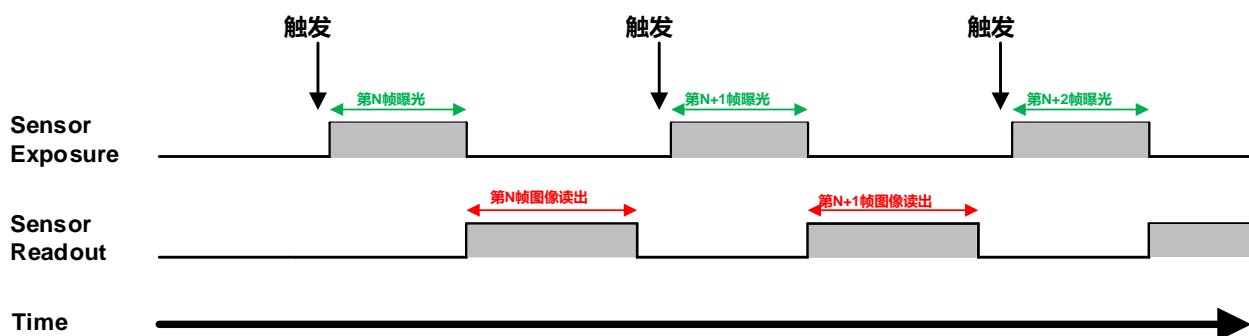 触发 触发 触发
第N帧曝光 第N+1帧曝光 第N+2帧曝光
Sensor
Exposure
第N帧图像读出 第N+1帧图像读出
Sensor
Readout
Time